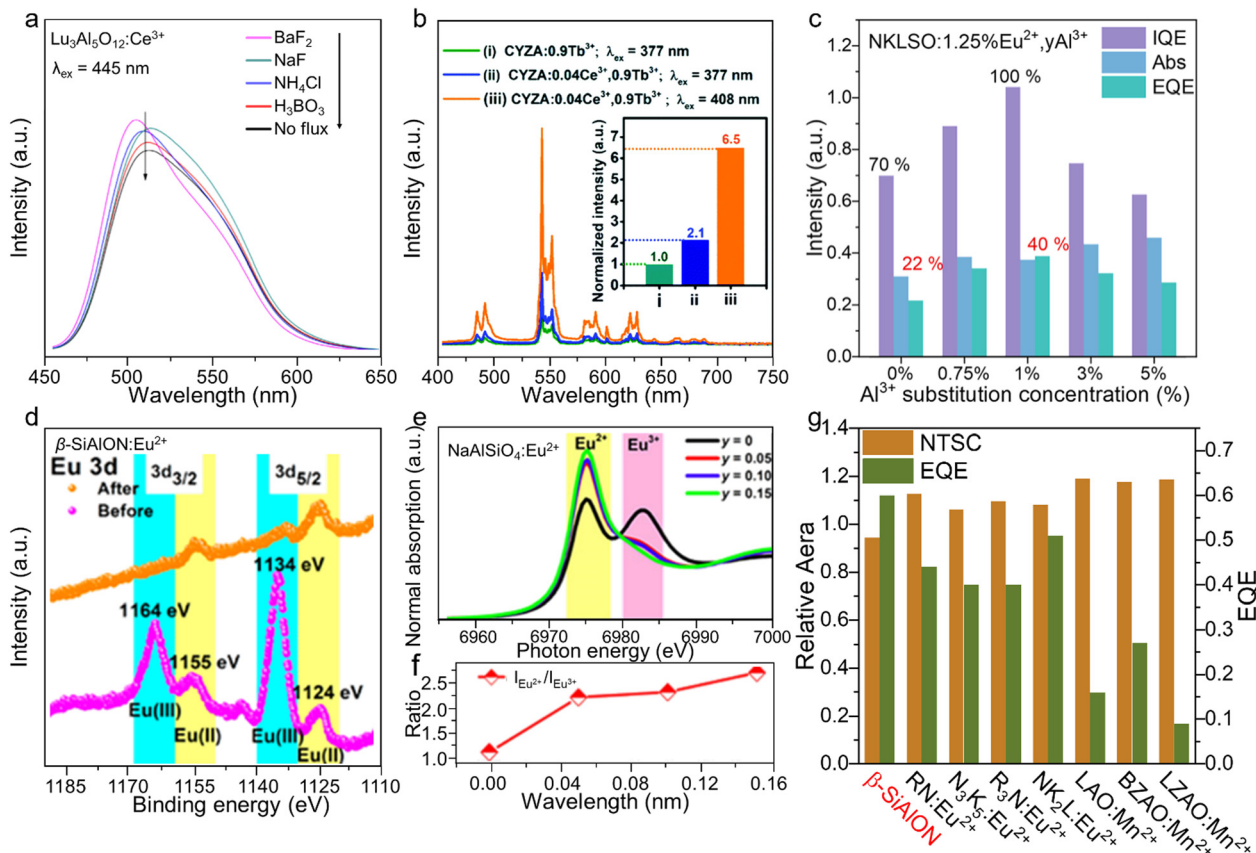 a
Lu₃Al₅O₁₂:Ce³⁺
λₑₓ = 445 nm
BaF₂
NaF
NH₄Cl
H₃BO₃
No flux
Intensity (a.u.)
450 500 550 600 650
Wavelength (nm)
b
(i) CYZA:0.9Tb³⁺; λₑₓ = 377 nm
(ii) CYZA:0.04Ce³⁺,0.9Tb³⁺; λₑₓ = 377 nm
(iii) CYZA:0.04Ce³⁺,0.9Tb³⁺; λₑₓ = 408 nm
Intensity (a.u.)
Normalized intensity (a.u.)
7
6
5
4
3
2
1
0
1.0
2.1
6.5
i ii iii
400 450 500 550 600 650 700 750
Wavelength (nm)
c
NKLSO:1.25%Eu²⁺,yAl³⁺
IQE
Abs
EQE
Intensity (a.u.)
1.2
1.0
0.8
0.6
0.4
0.2
0.0
70 %
100 %
22 %
40 %
0% 0.75% 1% 3% 5%
Al³⁺ substitution concentration (%)
d
β-SiAlON:Eu²⁺
Eu 3d
After
Before
3d₃/₂
3d₅/₂
Intensity (a.u.)
1134 eV
1164 eV
1155 eV
1124 eV
Eu(III)
Eu(II)
Eu(III)
Eu(II)
1185 1160 1135 1110
Binding energy (eV)
e
NaAlSiO₄:Eu²⁺
Eu²⁺
Eu³⁺
y = 0
y = 0.05
y = 0.10
y = 0.15
Normal absorption (a.u.)
6960 6970 6980 6990 7000
Photon energy (eV)
f
I_Eu²⁺/I_Eu³⁺
Ratio
2.5
2.0
1.5
1.0
0.00 0.04 0.08 0.12 0.16
Wavelength (nm)
g
NTSC
EQE
Relative Aera
1.4
1.2
1.0
0.8
0.6
0.4
0.2
0.0
EQE
0.7
0.6
0.5
0.4
0.3
0.2
0.1
0.0
β-SiAlON
RN:Eu²⁺
N₃K₅:Eu²⁺
R₃N:Eu²⁺
NK₂L:Eu²⁺
LAO:Mn²⁺
BZAO:Mn²⁺
LZAO:Mn²⁺